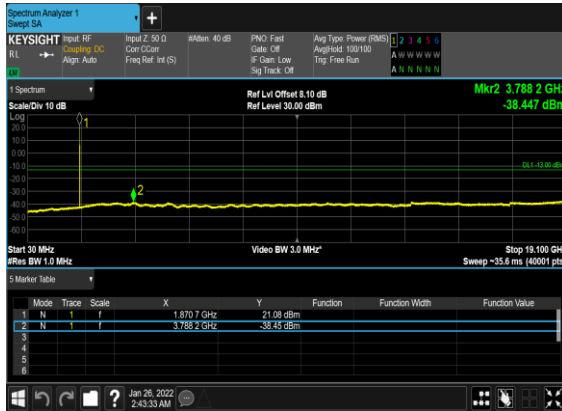 Spectrum Analyzer 1
Swept SA
+
KEYSIGHT
RL
LXI
Input: RF
Coupling: DC
Align: Auto
Input Z: 50 Ω
Corr CCorr
Freq Ref: Int (S)
#Atten: 40 dB
PNO: Fast
Gate: Off
IF Gain: Low
Sig Track: Off
Avg Type: Power (RMS)
Avg|Hold: 100/100
Trig: Free Run
1 2 3 4 5 6
A W W W W W
A N N N N N
1 Spectrum
Scale/Div 10 dB
Ref Lvl Offset 8.10 dB
Ref Level 30.00 dBm
Mkr2 3.788 2 GHz
-38.447 dBm
Log
20.0
10.0
0.00
-10.0
-20.0
-30.0
-40.0
-50.0
-60.0
1
2
DL1 -13.00 dBm
Start 30 MHz
#Res BW 1.0 MHz
Video BW 3.0 MHz*
Stop 19.100 GHz
Sweep ~35.6 ms (40001 pts)
5 Marker Table
Mode Trace Scale X Y Function Function Width Function Value
1 N 1 f 1.870 7 GHz 21.08 dBm
2 N 1 f 3.788 2 GHz -38.45 dBm
3
4
5
6
?
Jan 26, 2022
2:43:33 AM